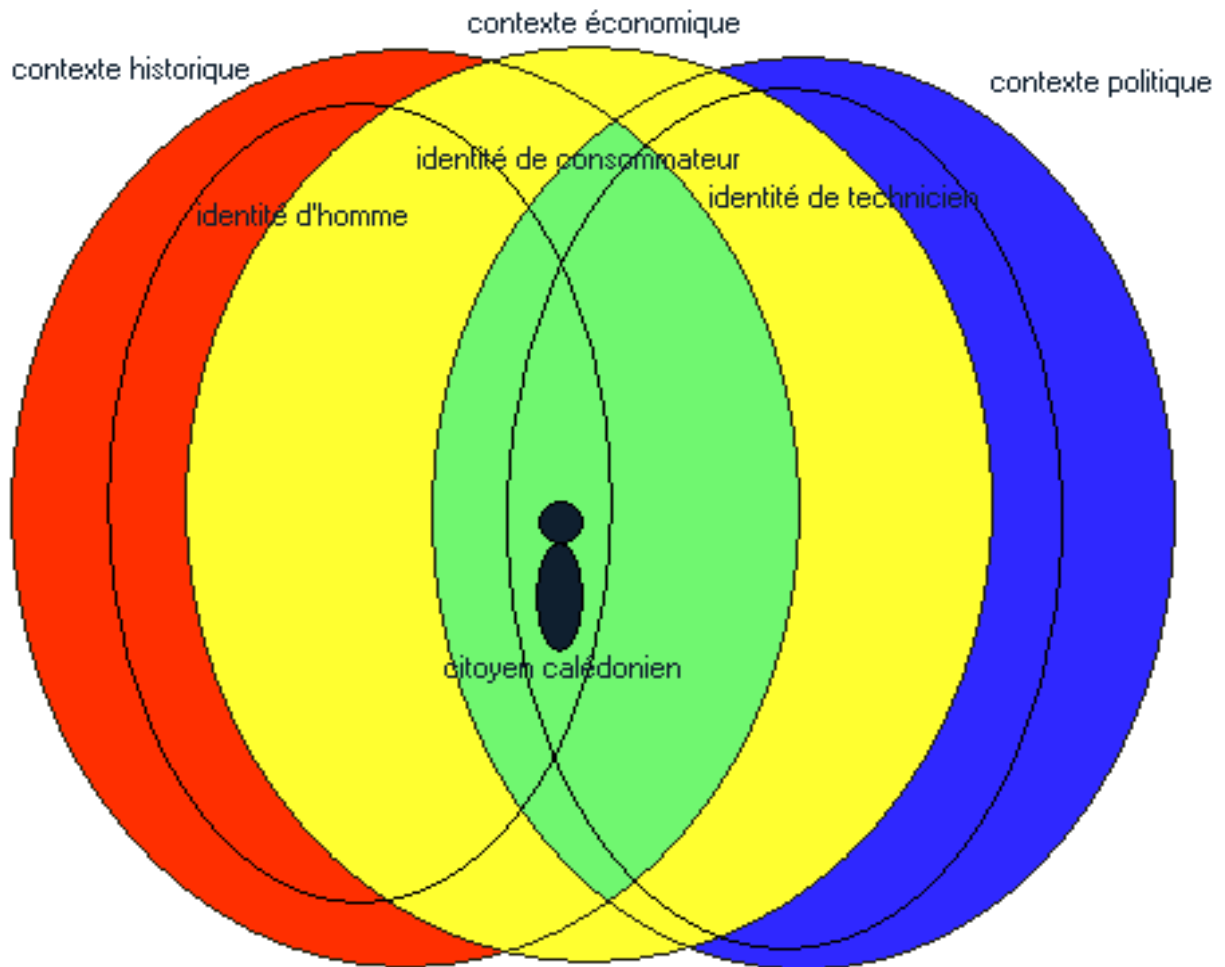 contexte économique
contexte historique
contexte politique
identité de consommateur
identité de technicien
identité d'homme
citoyen calédonien